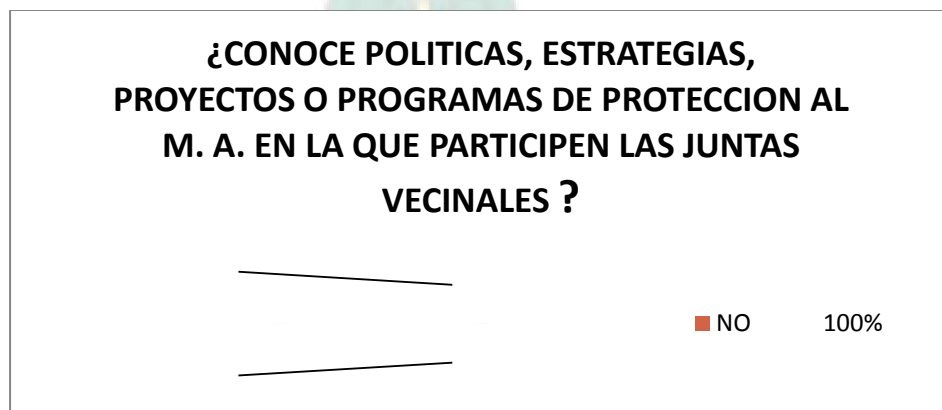 ¿CONOCE POLITICAS, ESTRATEGIAS,
PROYECTOS O PROGRAMAS DE PROTECCION AL
M. A. EN LA QUE PARTICIPEN LAS JUNTAS
VECINALES ?
NO 100%